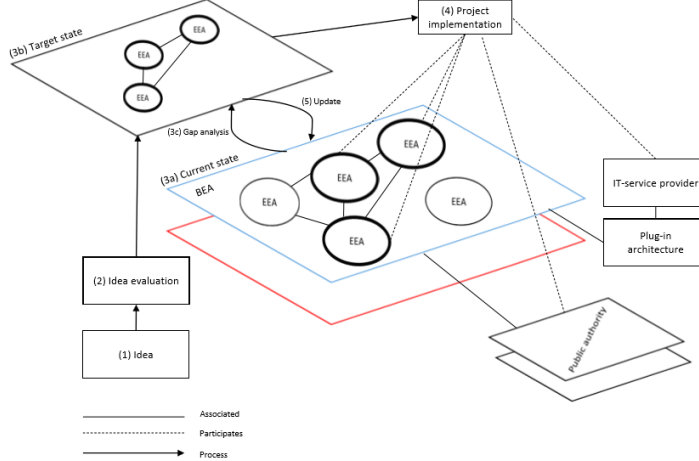 (4) Project
implementation
(3b) Target state
EEA
EEA
EEA
(5) Update
(3c) Gap analysis
(3a) Current state
BEA
EEA
EEA
EEA
EEA
EEA
IT-service provider
Plug-in
architecture
(2) Idea evaluation
(1) Idea
Public authority
Associated
Participates
Process